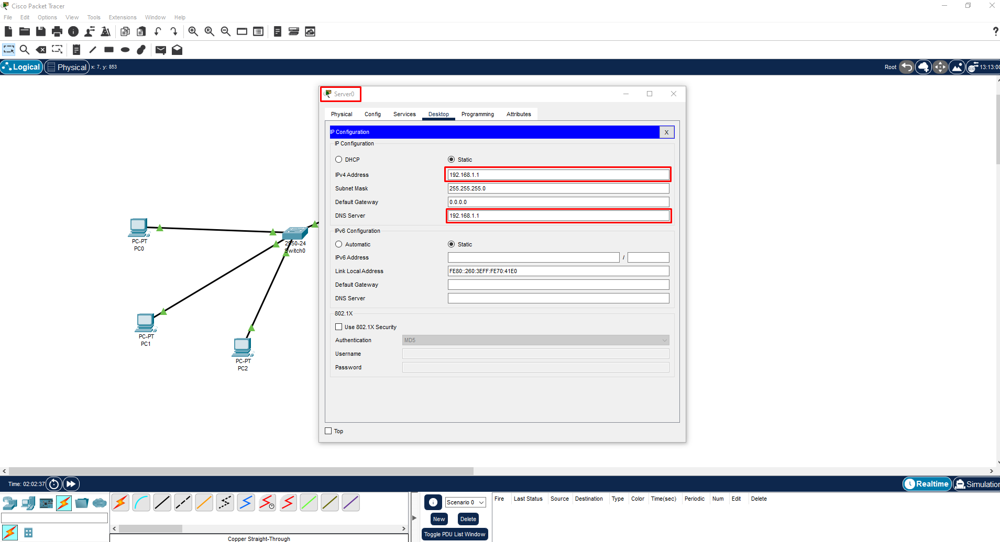 Cisco Packet Tracer
File Edit Options View Tools Extensions Window Help
?
Logical Physical x: 7, y: 853 Root 13:13:00
Server0
Physical Config Services Desktop Programming Attributes
IP Configuration X
IP Configuration
DHCP Static
IPv4 Address 192.168.1.1
Subnet Mask 255.255.255.0
Default Gateway 0.0.0.0
DNS Server 192.168.1.1
IPv6 Configuration
Automatic Static
IPv6 Address /
Link Local Address FE80::260:3EFF:FE70:41E0
Default Gateway
DNS Server
802.1X
Use 802.1X Security
Authentication MD5
Username
Password
Top
PC-PT
PC0
2950-24
Switch0
PC-PT
PC1
PC-PT
PC2
Time: 02:02:37 Realtime Simulation
Scenario 0
New Delete
Toggle PDU List Window
Fire Last Status Source Destination Type Color Time(sec) Periodic Num Edit Delete
Copper Straight-Through